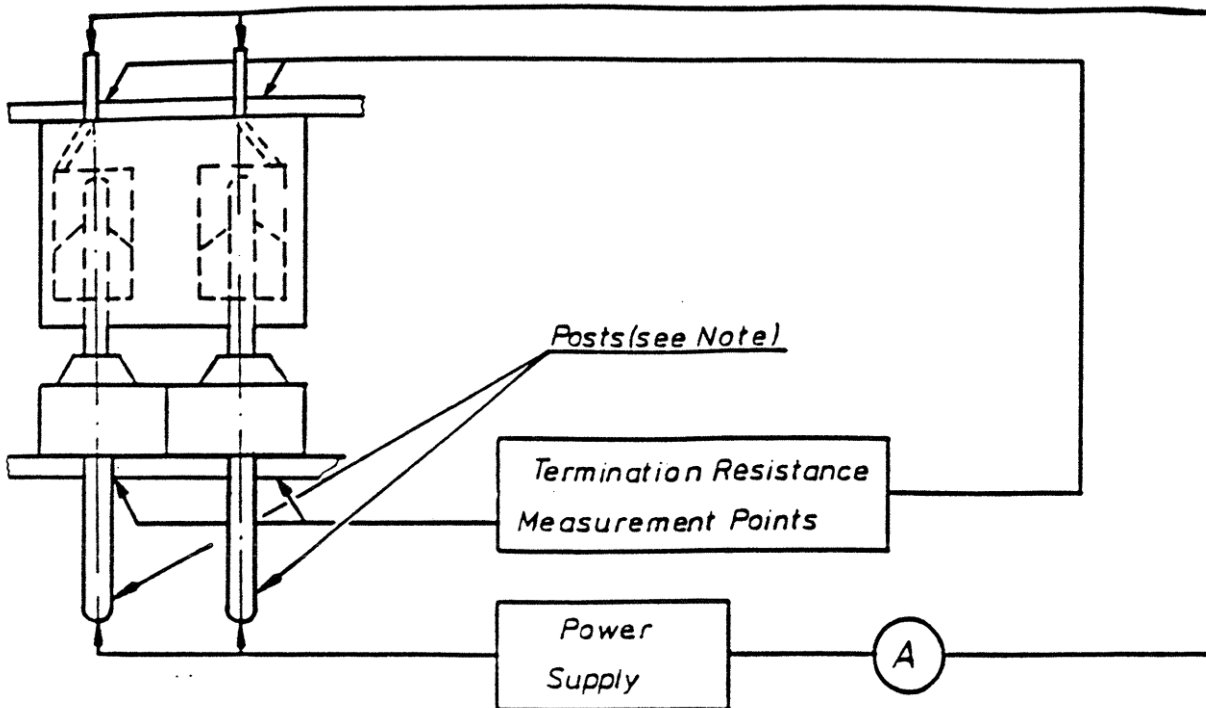 Posts(see Note)
Termination Resistance
Measurement Points
Power
Supply
A